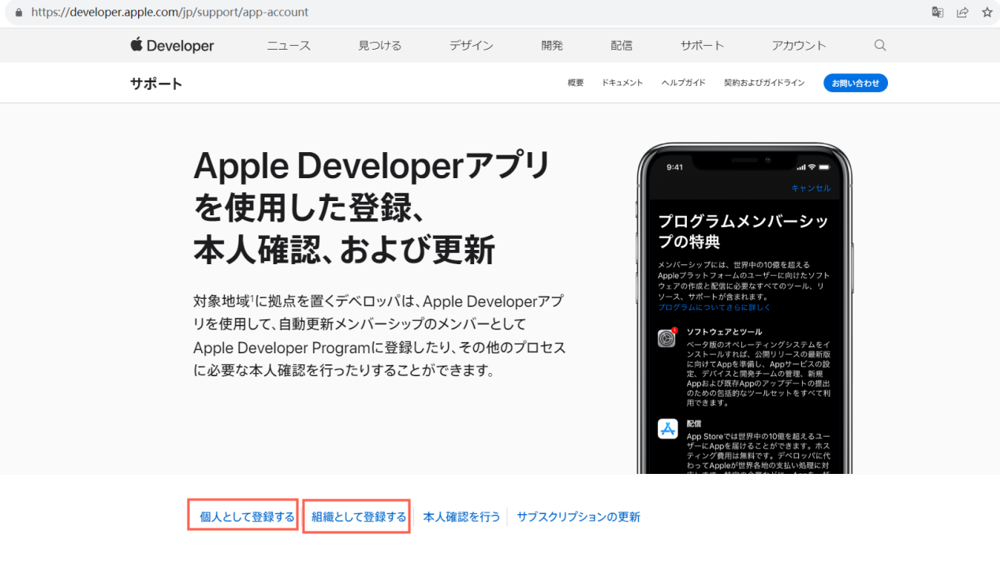 https://developer.apple.com/jp/support/app-account
Developer
ニュース
見つける
デザイン
開発
配信
サポート
アカウント
サポート
概要
ドキュメント
ヘルプガイド
契約およびガイドライン
お問い合わせ
Apple Developerアプリ
を使用した登録、
本人確認、および更新
対象地域¹に拠点を置くデベロッパは、Apple Developerアプ
リを使用して、自動更新メンバーシップのメンバーとして
Apple Developer Programに登録したり、その他のプロセス
に必要な本人確認を行ったりすることができます。
9:41
キャンセル
プログラムメンバーシッ
プの特典
メンバーシップには、世界中の10億を超える
Appleプラットフォームのユーザーに向けたソフト
ウェアの作成と配信に必要なすべてのツール、リ
ソース、サポートが含まれます。
プログラムについてさらに詳しく
1
ソフトウェアとツール
ベータ版のオペレーティングシステムをイ
ンストールすれば、公開リリースの最新版
に向けてAppを準備し、Appサービスの設
定、デバイスと開発チームの管理、新規
Appおよび既存Appのアップデートの提出
のための包括的なツールセットをすべて利
用できます。
配信
App Storeでは世界中の10億を超えるユー
ザーにAppを届けることができます。ホス
ティング費用は無料です。デベロッパに代
わってAppleが世界各地の支払い処理に対
個人として登録する
組織として登録する
本人確認を行う
サブスクリプションの更新